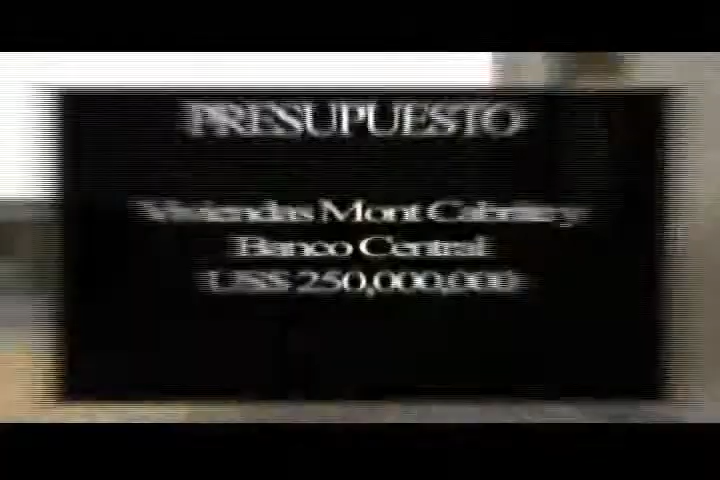 PRESUPUESTO
Viviendas Mont
Banco Central
US$ 250,000,000